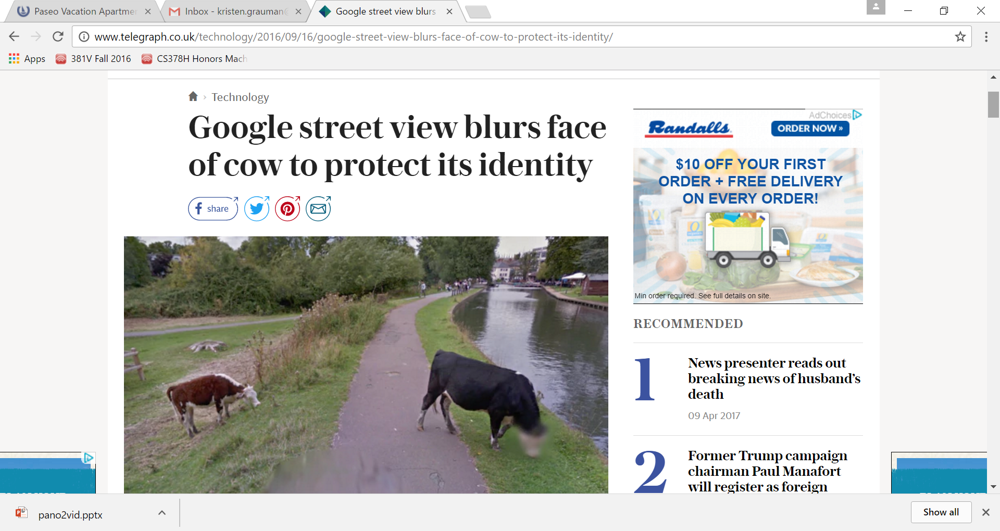 Paseo Vacation Apartme
Inbox - kristen.grauman@
Google street view blurs
www.telegraph.co.uk/technology/2016/09/16/google-street-view-blurs-face-of-cow-to-protect-its-identity/
Apps
381V Fall 2016
CS378H Honors Mach
Technology
Google street view blurs face
of cow to protect its identity
share
AdChoices
Randalls
ORDER NOW »
$10 OFF YOUR FIRST
ORDER + FREE DELIVERY
ON EVERY ORDER!
Min order required. See full details on site.
RECOMMENDED
1
News presenter reads out
breaking news of husband's
death
09 Apr 2017
2
Former Trump campaign
chairman Paul Manafort
will register as foreign
pano2vid.pptx
Show all